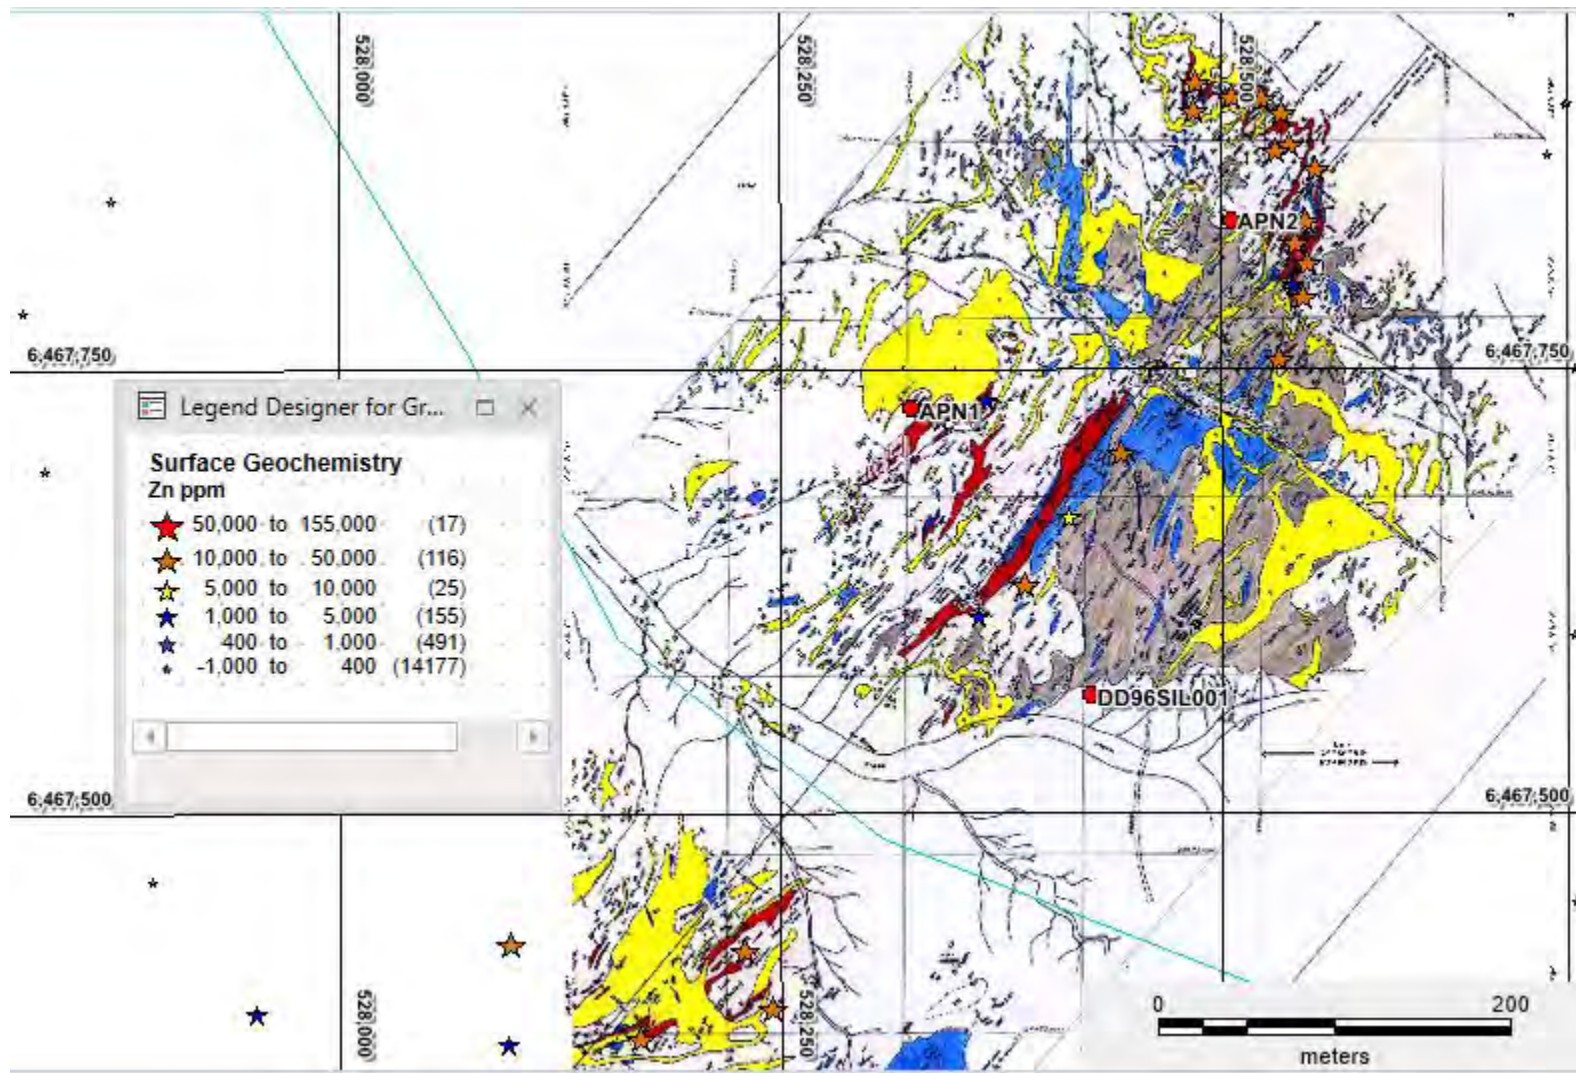 528,000
528,250
528,500
APN2
6,467,750
6,467,750
Legend Designer for Gr...
APN1
Surface Geochemistry
Zn ppm
50,000 to 155,000 (17)
10,000 to 50,000 (116)
5,000 to 10,000 (25)
1,000 to 5,000 (155)
400 to 1,000 (491)
-1,000 to 400 (14177)
DD96SIL001
6,467,500
6,467,500
528,000
528,250
0 200
meters